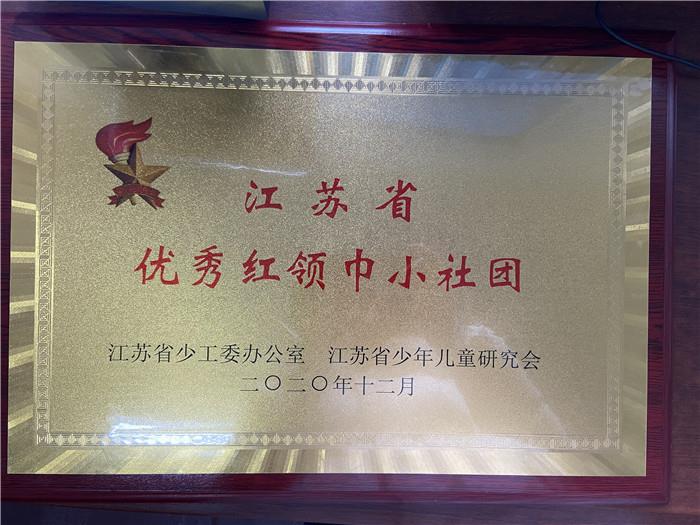 江苏省
优秀红领巾小社团
江苏省少工委办公室　江苏省少年儿童研究会
二〇二〇年十二月